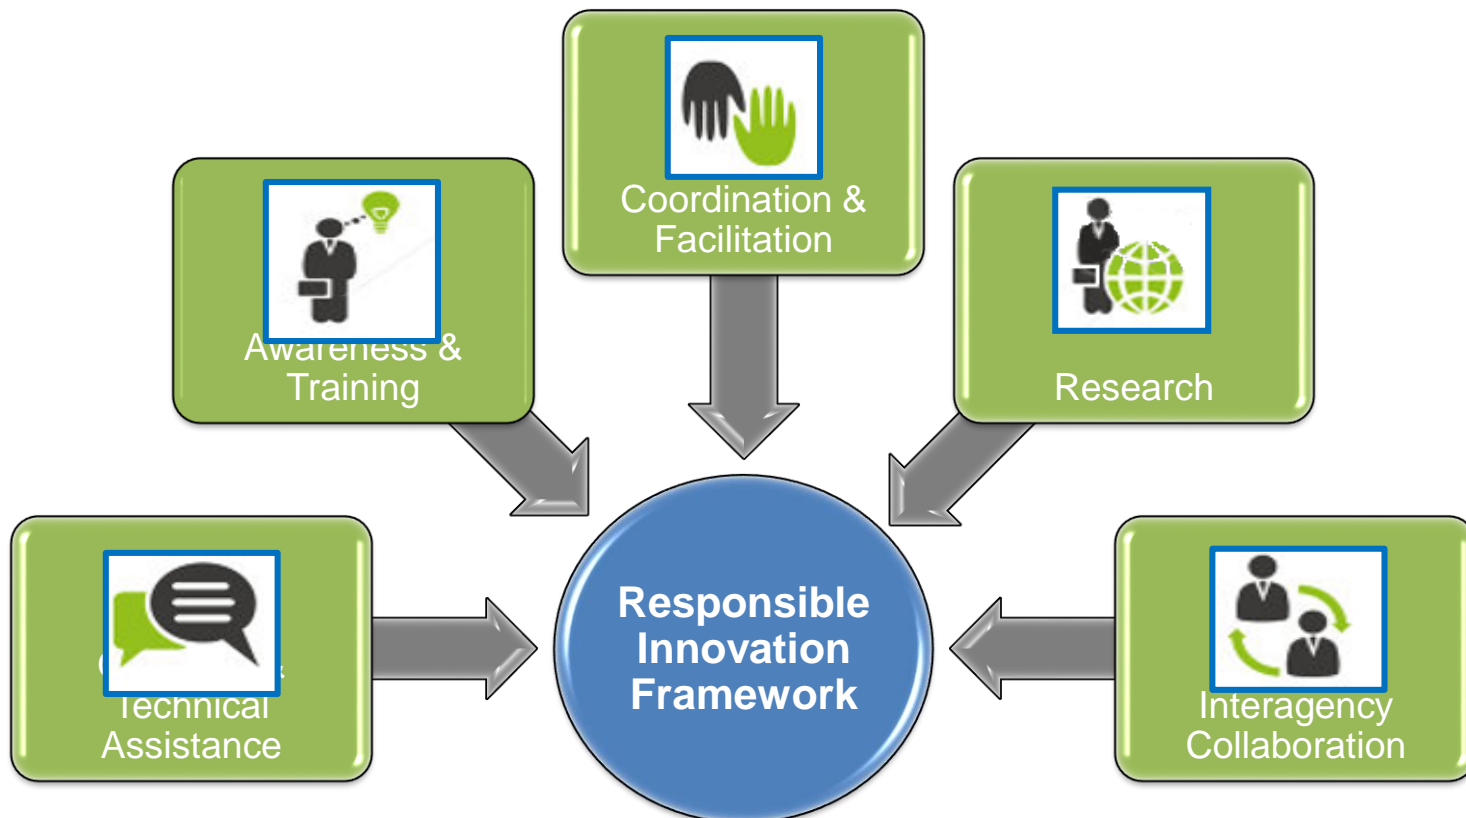 Coordination &
Facilitation
Awareness &
Training
Research
&
Technical
Assistance
Responsible
Innovation
Framework
Interagency
Collaboration